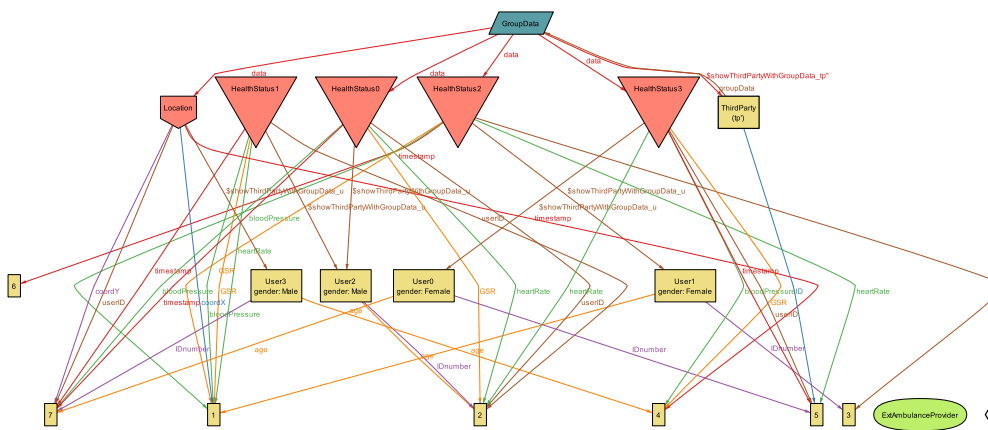 GroupData
data
data
data
data
$showThirdPartyWithGroupData_tp"
groupData
HealthStatus1
HealthStatus0
HealthStatus2
HealthStatus3
Location
ThirdParty
(tp')
timestamp
$showThirdPartyWithGroupData_u
$showThirdPartyWithGroupData_u
$showThirdPartyWithGroupData_u
$showThirdPartyWithGroupData_u
bloodPressure
userID
timestamp
heartRate
timestamp
GSR
timestamp
6
User3
gender: Male
User2
gender: Male
User0
gender: Female
User1
gender: Female
coordY
bloodPressure
GSR
GSR
heartRate
heartRate
bloodPressure
ID
heartRate
userID
timestamp
coordX
userID
GSR
bloodPressure
age
userID
IDnumber
age
age
age
IDnumber
IDnumber
IDnumber
7
1
2
4
5
3
ExtAmbulanceProvider